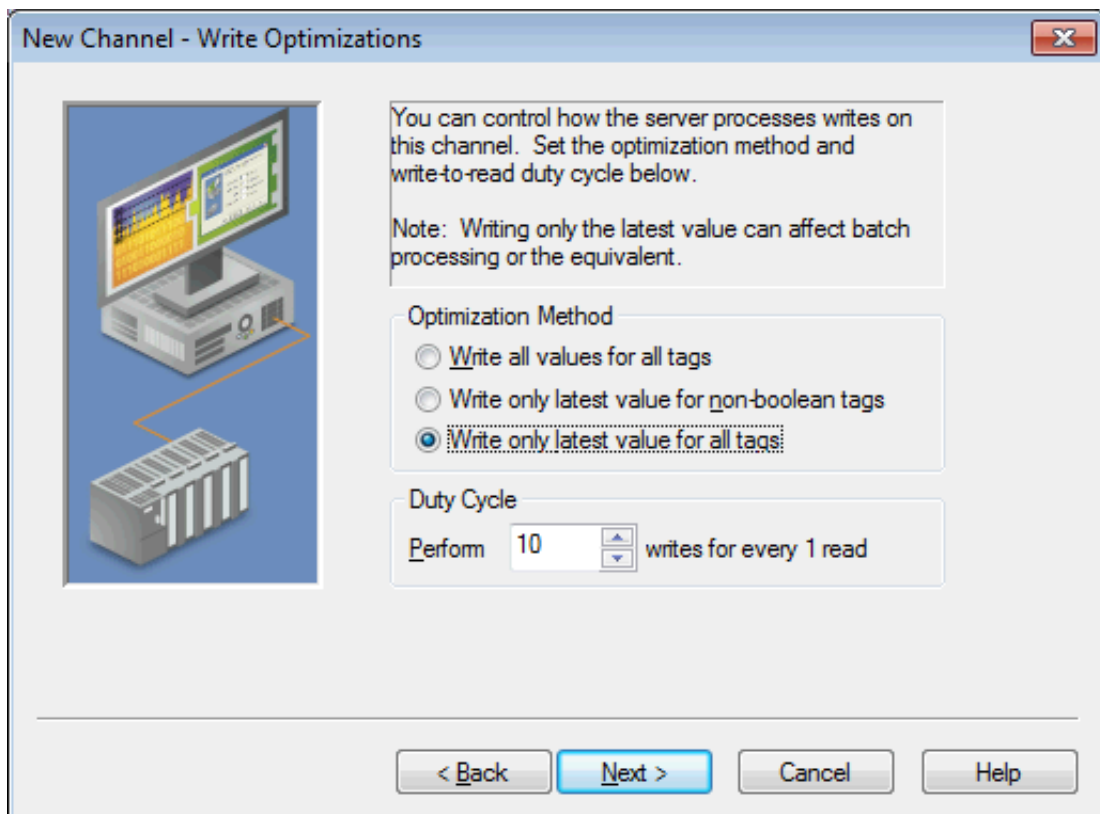 New Channel - Write Optimizations
You can control how the server processes writes on
this channel.  Set the optimization method and
write-to-read duty cycle below.
Note:  Writing only the latest value can affect batch
processing or the equivalent.
Optimization Method
Write all values for all tags
Write only latest value for non-boolean tags
Write only latest value for all tags
Duty Cycle
Perform 10 writes for every 1 read
< Back Next > Cancel Help